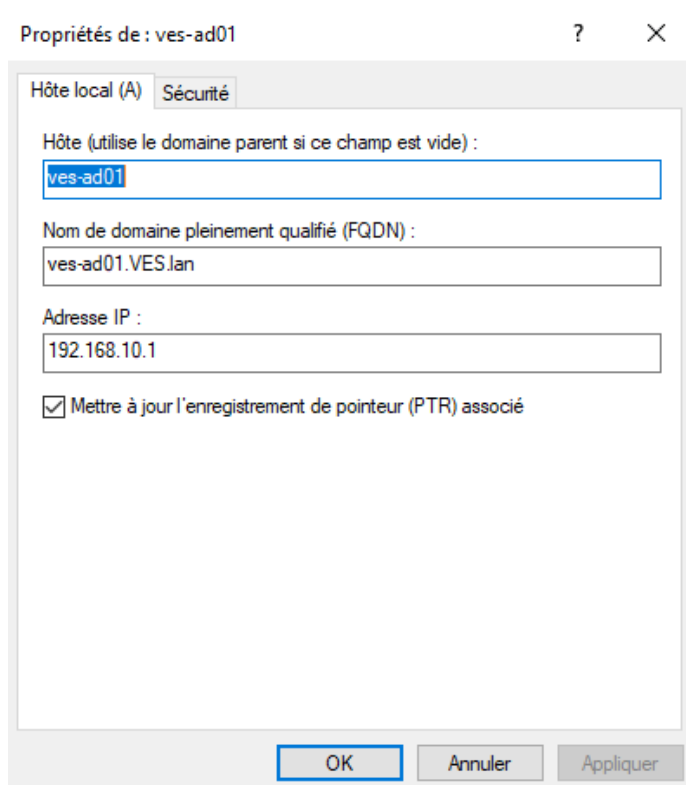 Propriétés de : ves-ad01
?
Hôte local (A)
Sécurité
Hôte (utilise le domaine parent si ce champ est vide) :
ves-ad01
Nom de domaine pleinement qualifié (FQDN) :
ves-ad01.VES.lan
Adresse IP :
192.168.10.1
Mettre à jour l'enregistrement de pointeur (PTR) associé
OK
Annuler
Appliquer